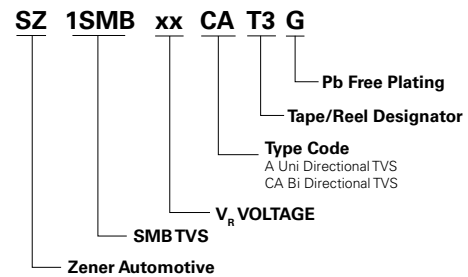 SZ 1SMB xx CA T3 G
Pb Free Plating
Tape/Reel Designator
Type Code
A Uni Directional TVS
CA Bi Directional TVS
VR VOLTAGE
SMB TVS
Zener Automotive